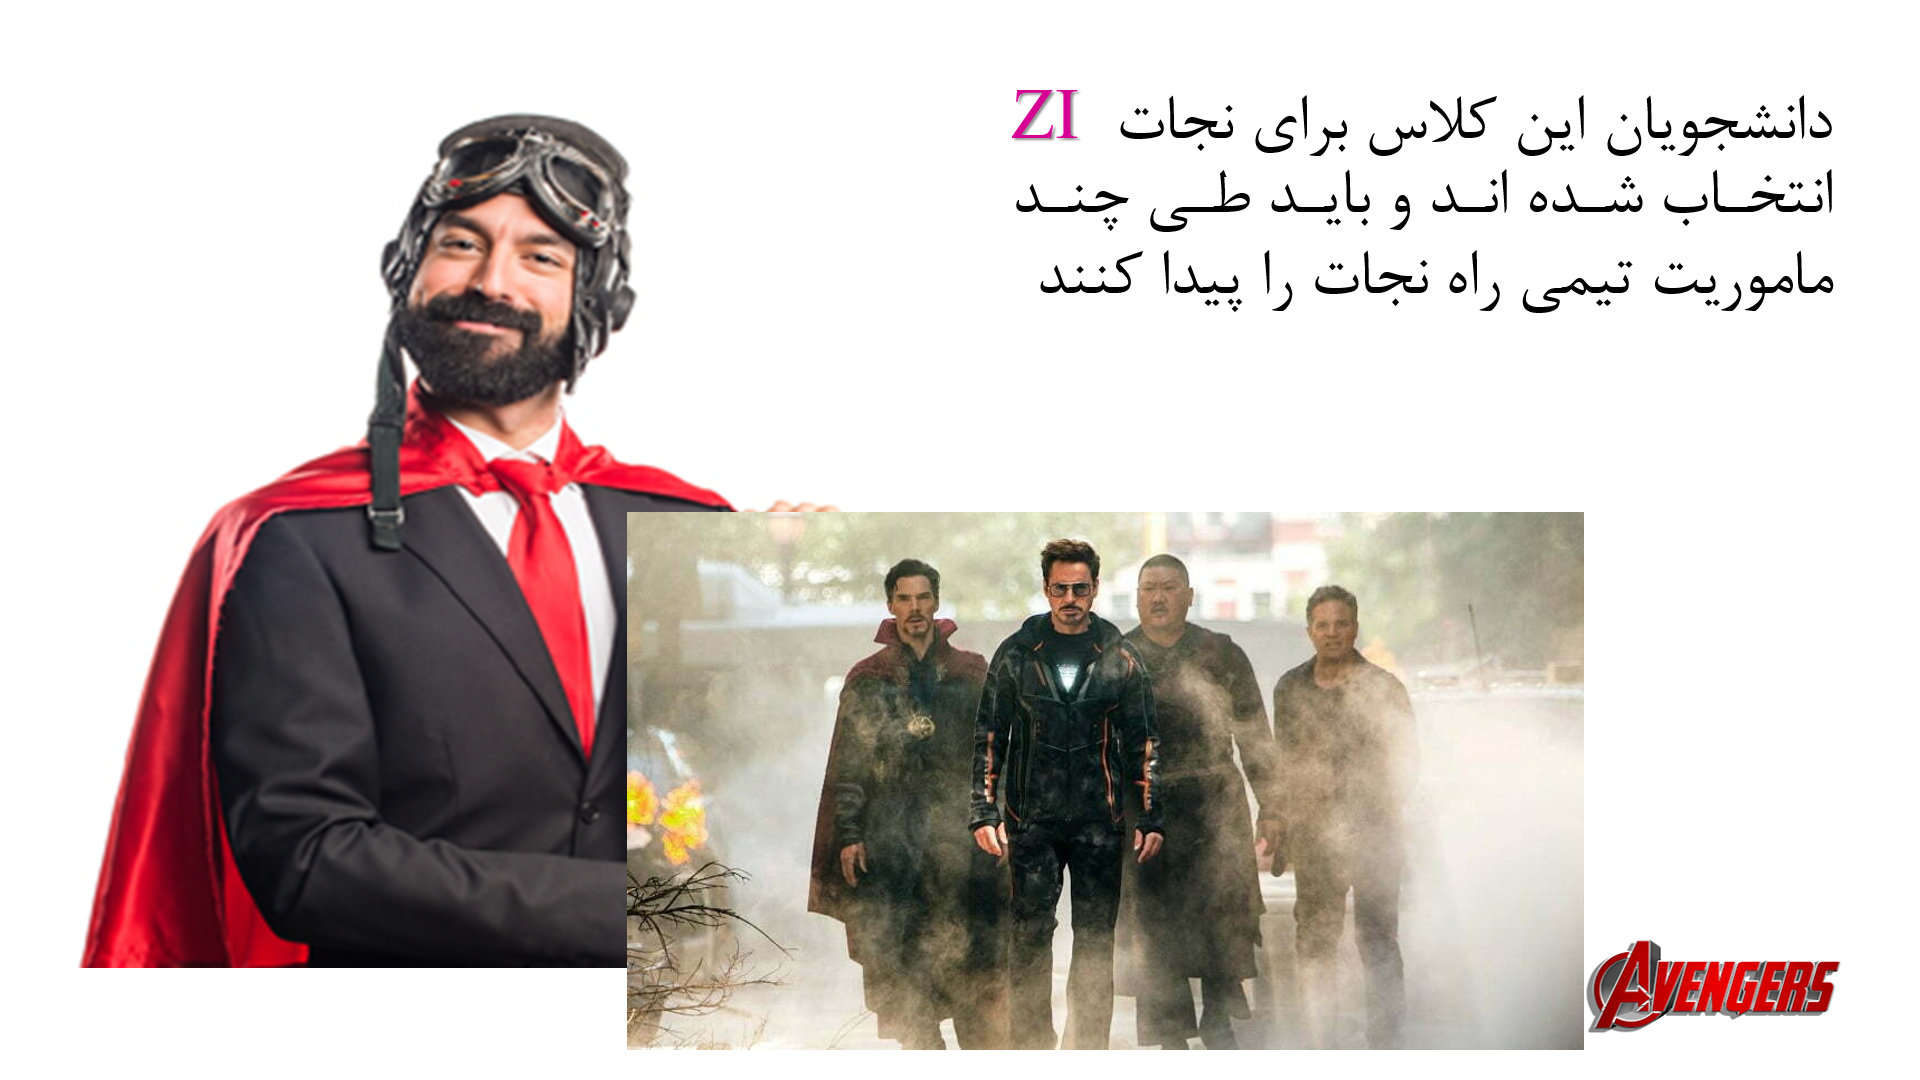 دانشجویان این کلاس برای نجات ZI
انتخاب شده اند و باید طی چند
ماموریت تیمی راه نجات را پیدا کنند
AVENGERS